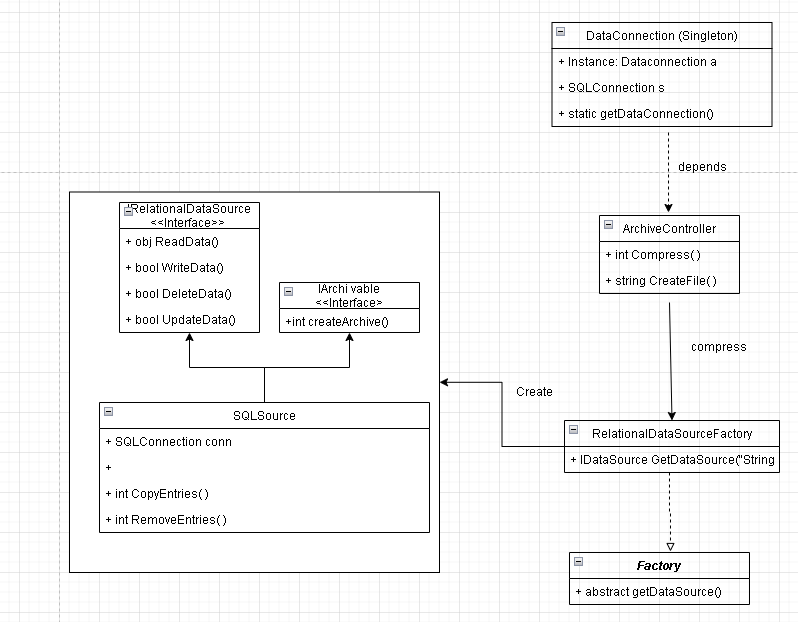 DataConnection (Singleton)
+ Instance: Dataconnection a
+ SQLConnection s
+ static getDataConnection()
depends
ArchiveController
+ int Compress()
+ string CreateFile()
compress
IRelationalDataSource
<<Interface>>
+ obj ReadData()
+ bool WriteData()
+ bool DeleteData()
+ bool UpdateData()
IArchi vable
<<Interface>
+int createArchive()
SQLSource
+ SQLConnection conn
+
+ int CopyEntries()
+ int RemoveEntries()
Create
RelationalDataSourceFactory
+ IDataSource GetDataSource("String
Factory
+ abstract getDataSource()